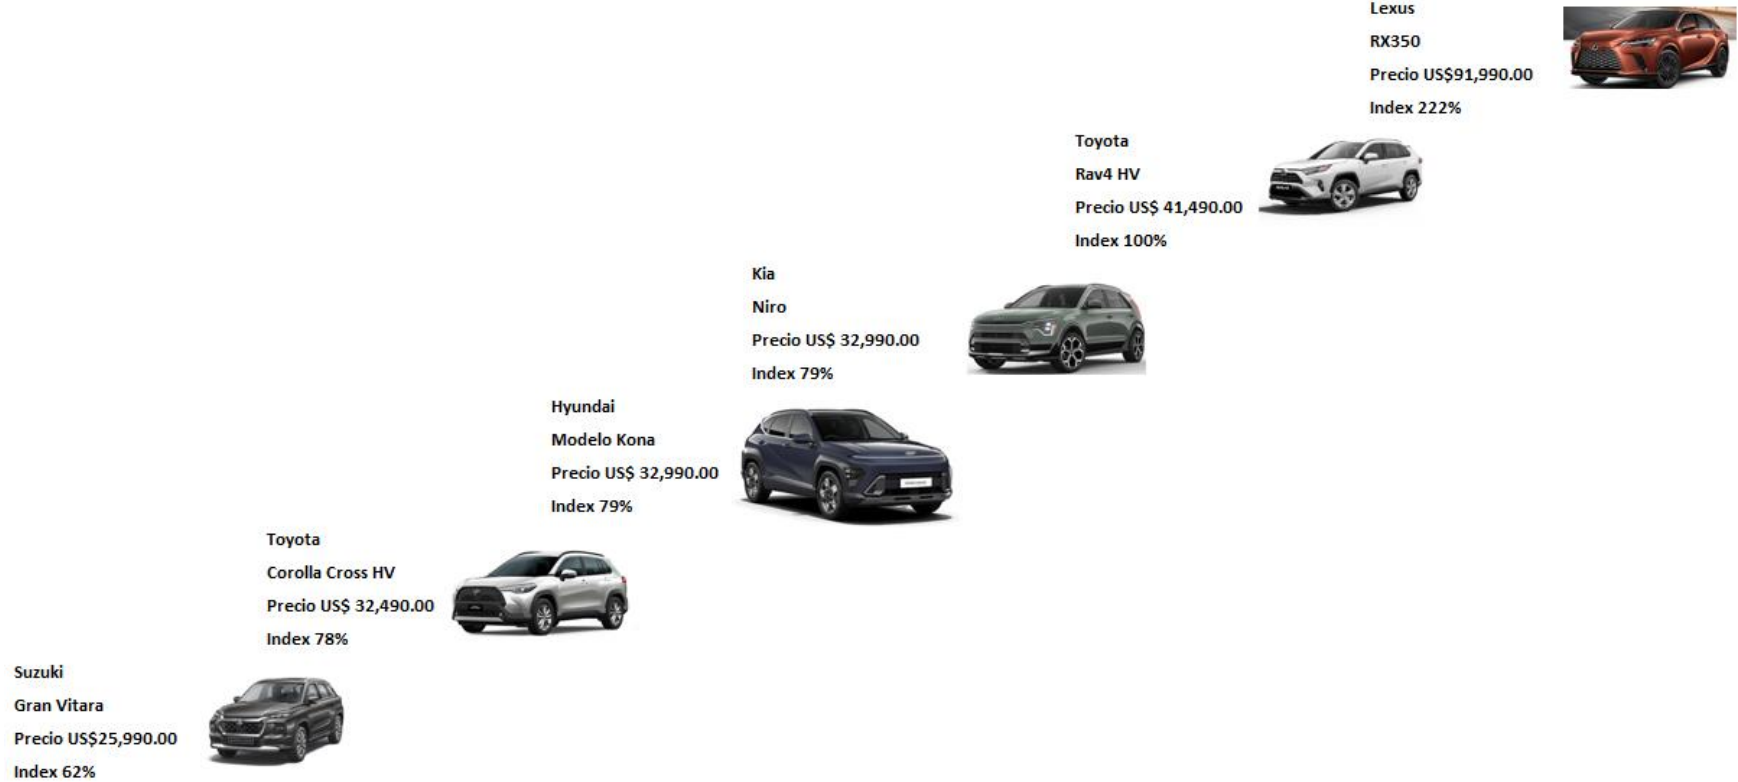 Lexus
RX350
Precio US$91,990.00
Index 222%
Toyota
Rav4 HV
Precio US$ 41,490.00
Index 100%
Kia
Niro
Precio US$ 32,990.00
Index 79%
Hyundai
Modelo Kona
Precio US$ 32,990.00
Index 79%
Toyota
Corolla Cross HV
Precio US$ 32,490.00
Index 78%
Suzuki
Gran Vitara
Precio US$25,990.00
Index 62%